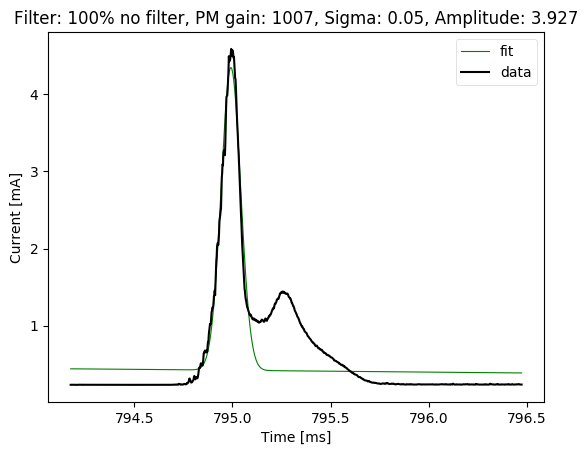 Filter: 100% no filter, PM gain: 1007, Sigma: 0.05, Amplitude: 3.927
fit
data
4
3
2
1
Current [mA]
794.5
795.0
795.5
796.0
796.5
Time [ms]